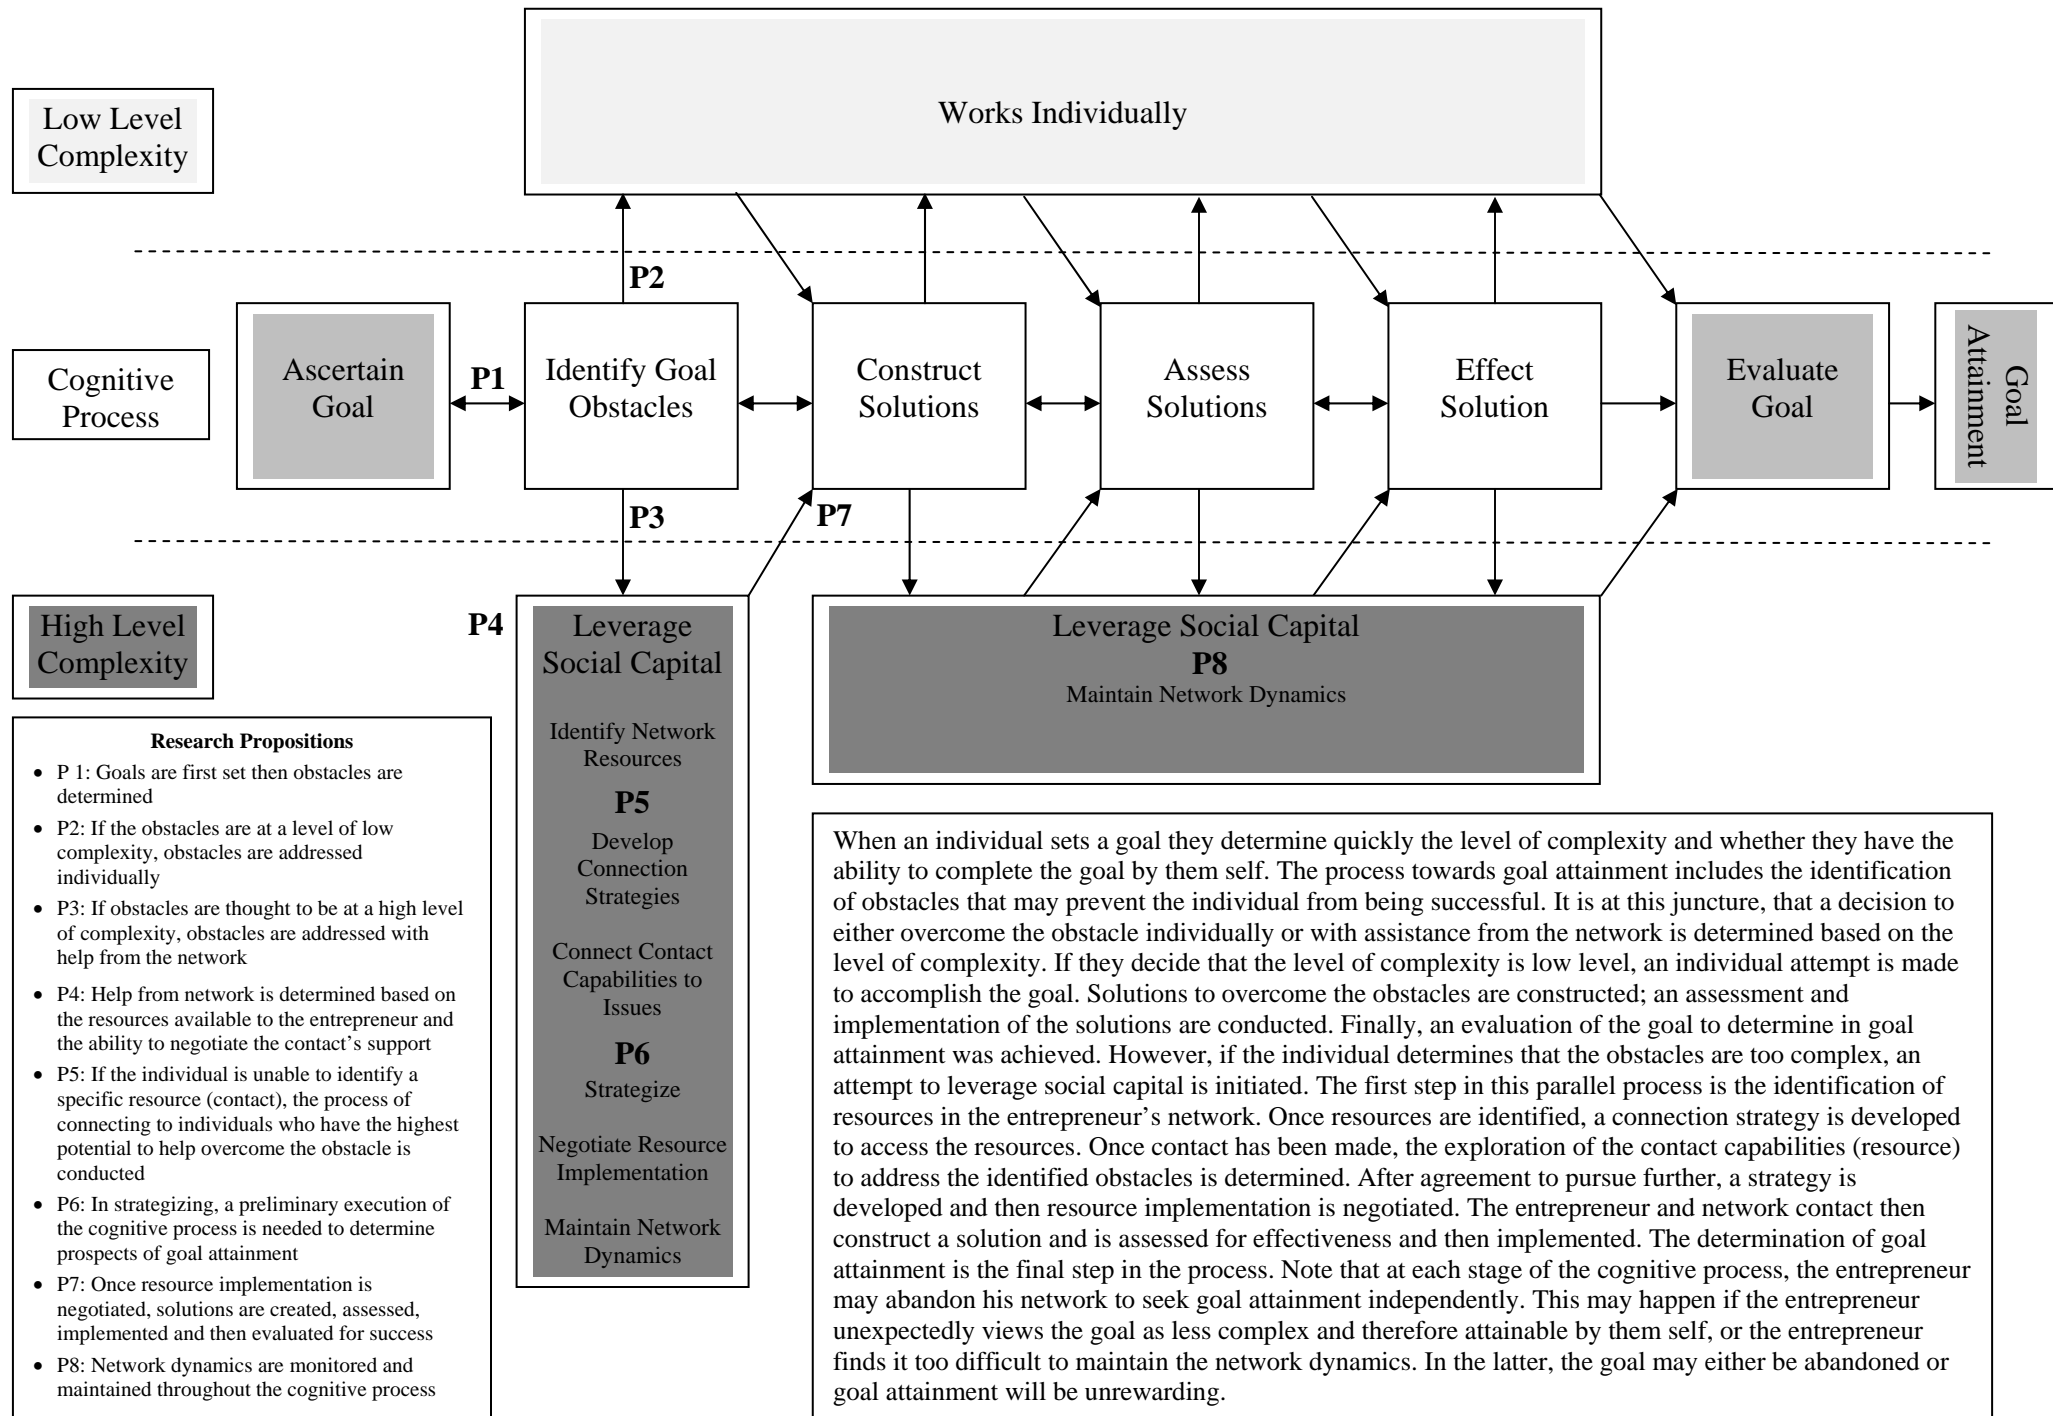 Works Individually
Low Level
Complexity
P2
Cognitive
Process
Ascertain
Goal
P1
Identify Goal
Obstacles
Construct
Solutions
Assess
Solutions
Effect
Solution
Evaluate
Goal
Goal
Attainment
P3
P7
High Level
Complexity
P4
Leverage
Social Capital
Identify Network
Resources
P5
Develop
Connection
Strategies
Connect Contact
Capabilities to
Issues
P6
Strategize
Negotiate Resource
Implementation
Maintain Network
Dynamics
Leverage Social Capital
P8
Maintain Network Dynamics
Research Propositions
• P 1: Goals are first set then obstacles are
determined
• P2: If the obstacles are at a level of low
complexity, obstacles are addressed
individually
• P3: If obstacles are thought to be at a high level
of complexity, obstacles are addressed with
help from the network
• P4: Help from network is determined based on
the resources available to the entrepreneur and
the ability to negotiate the contact’s support
• P5: If the individual is unable to identify a
specific resource (contact), the process of
connecting to individuals who have the highest
potential to help overcome the obstacle is
conducted
• P6: In strategizing, a preliminary execution of
the cognitive process is needed to determine
prospects of goal attainment
• P7: Once resource implementation is
negotiated, solutions are created, assessed,
implemented and then evaluated for success
• P8: Network dynamics are monitored and
maintained throughout the cognitive process
When an individual sets a goal they determine quickly the level of complexity and whether they have the
ability to complete the goal by them self. The process towards goal attainment includes the identification
of obstacles that may prevent the individual from being successful. It is at this juncture, that a decision to
either overcome the obstacle individually or with assistance from the network is determined based on the
level of complexity. If they decide that the level of complexity is low level, an individual attempt is made
to accomplish the goal. Solutions to overcome the obstacles are constructed; an assessment and
implementation of the solutions are conducted. Finally, an evaluation of the goal to determine in goal
attainment was achieved. However, if the individual determines that the obstacles are too complex, an
attempt to leverage social capital is initiated. The first step in this parallel process is the identification of
resources in the entrepreneur’s network. Once resources are identified, a connection strategy is developed
to access the resources. Once contact has been made, the exploration of the contact capabilities (resource)
to address the identified obstacles is determined. After agreement to pursue further, a strategy is
developed and then resource implementation is negotiated. The entrepreneur and network contact then
construct a solution and is assessed for effectiveness and then implemented. The determination of goal
attainment is the final step in the process. Note that at each stage of the cognitive process, the entrepreneur
may abandon his network to seek goal attainment independently. This may happen if the entrepreneur
unexpectedly views the goal as less complex and therefore attainable by them self, or the entrepreneur
finds it too difficult to maintain the network dynamics. In the latter, the goal may either be abandoned or
goal attainment will be unrewarding.